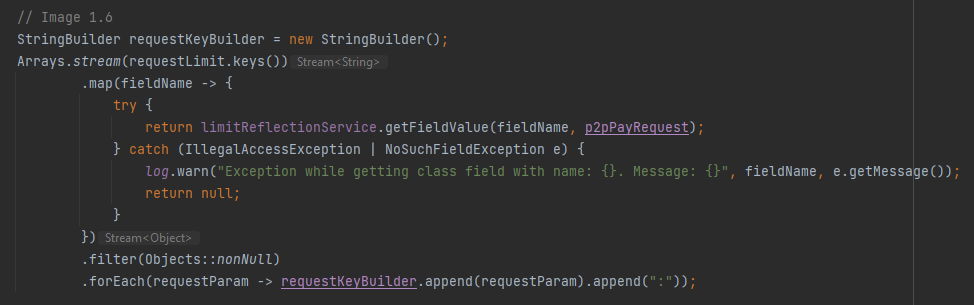 // Image 1.6
StringBuilder requestKeyBuilder = new StringBuilder();
Arrays.stream(requestLimit.keys()) Stream<String>
.map(fieldName -> {
try {
return limitReflectionService.getFieldValue(fieldName, p2pPayRequest);
} catch (IllegalAccessException | NoSuchFieldException e) {
log.warn("Exception while getting class field with name: {}. Message: {}", fieldName, e.getMessage());
return null;
}
}) Stream<Object>
.filter(Objects::nonNull)
.forEach(requestParam -> requestKeyBuilder.append(requestParam).append(":"));